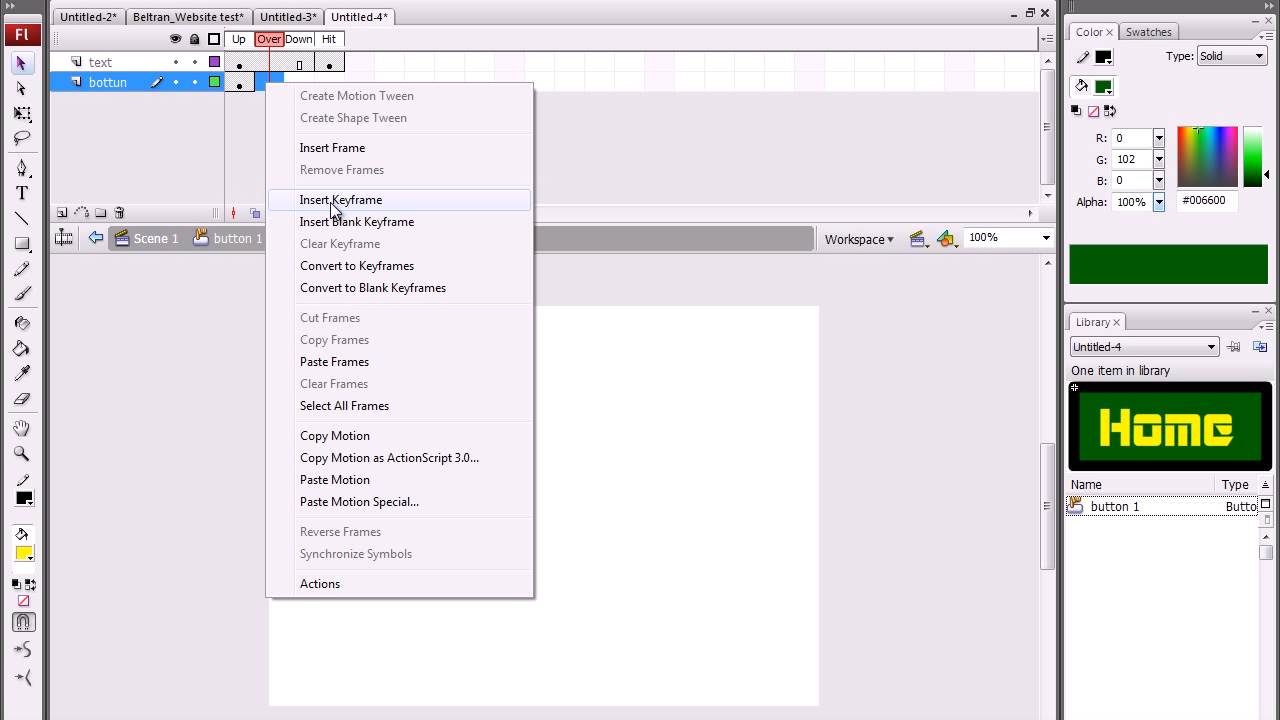 Untitled-2* Beltran_Website test* Untitled-3* Untitled-4*
Fl
Up Over Down Hit
text
bottun
Create Motion Tween
Create Shape Tween
Insert Frame
Remove Frames
Insert Keyframe
Insert Blank Keyframe
Clear Keyframe
Convert to Keyframes
Convert to Blank Keyframes
Cut Frames
Copy Frames
Paste Frames
Clear Frames
Select All Frames
Copy Motion
Copy Motion as ActionScript 3.0...
Paste Motion
Paste Motion Special...
Reverse Frames
Synchronize Symbols
Actions
Scene 1 button 1
Workspace 100%
T
Color Swatches
Type: Solid
R: 0
G: 102
B: 0
Alpha: 100% #006600
Library
Untitled-4
One item in library
Home
Name Type
button 1 Butto